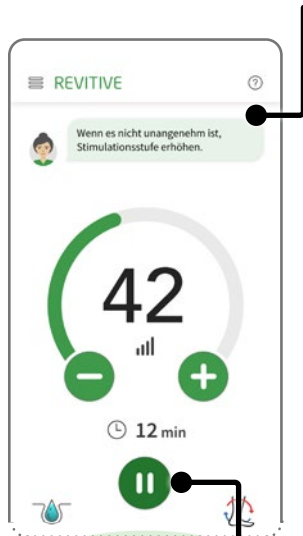 REVITIVE
?
Wenn es nicht unangenehm ist,
Stimulationsstufe erhöhen.
42
12 min